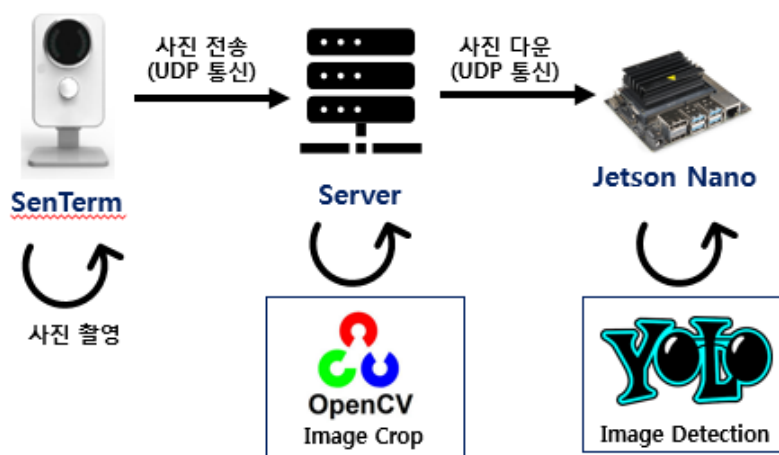 사진 전송
(UDP 통신)
사진 다운
(UDP 통신)
SenTerm
Server
Jetson Nano
사진 촬영
OpenCV
Image Crop
YOLO
Image Detection